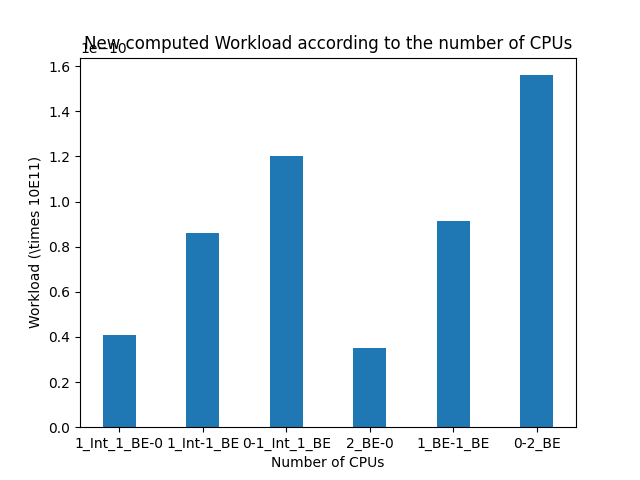 New computed Workload according to the number of CPUs
1e−10
1.6
1.4
1.2
1.0
0.8
0.6
0.4
0.2
0.0
Workload (\times 10E11)
1_Int_1_BE-0 1_Int-1_BE 0-1_Int_1_BE 2_BE-0 1_BE-1_BE 0-2_BE
Number of CPUs